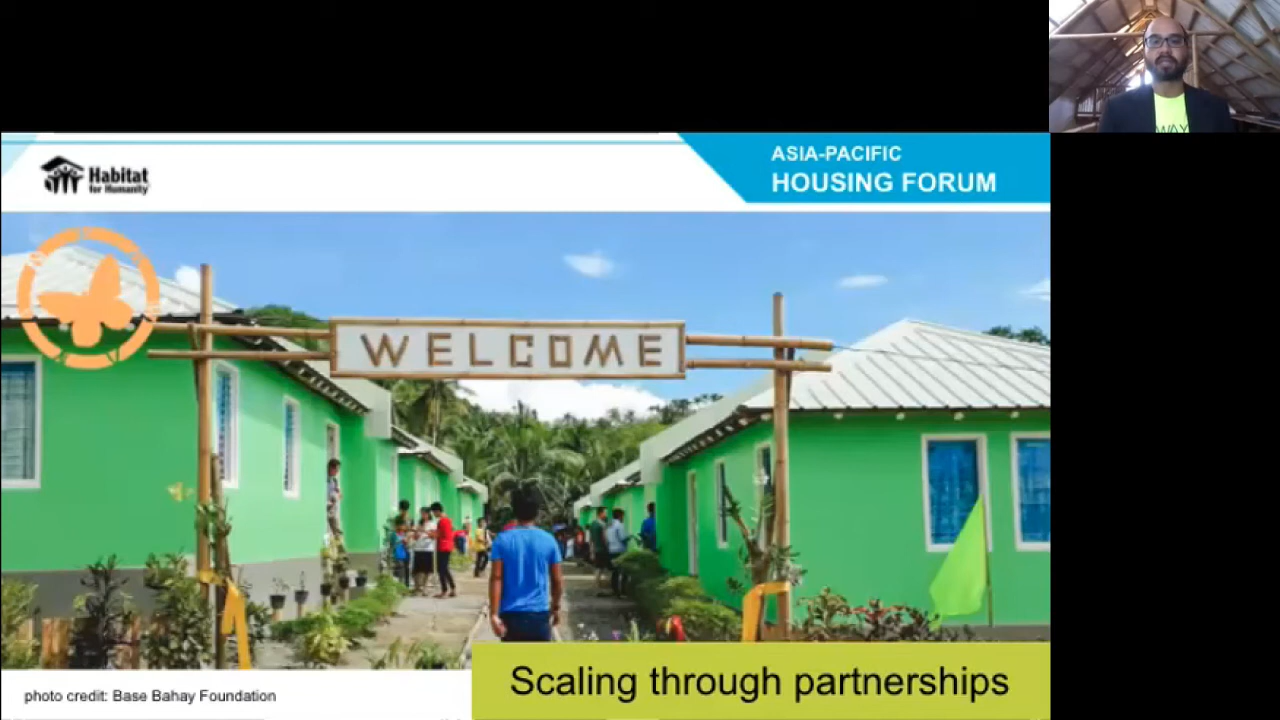 Habitat
for Humanity
ASIA-PACIFIC
HOUSING FORUM
WELCOME
Scaling through partnerships
photo credit: Base Bahay Foundation